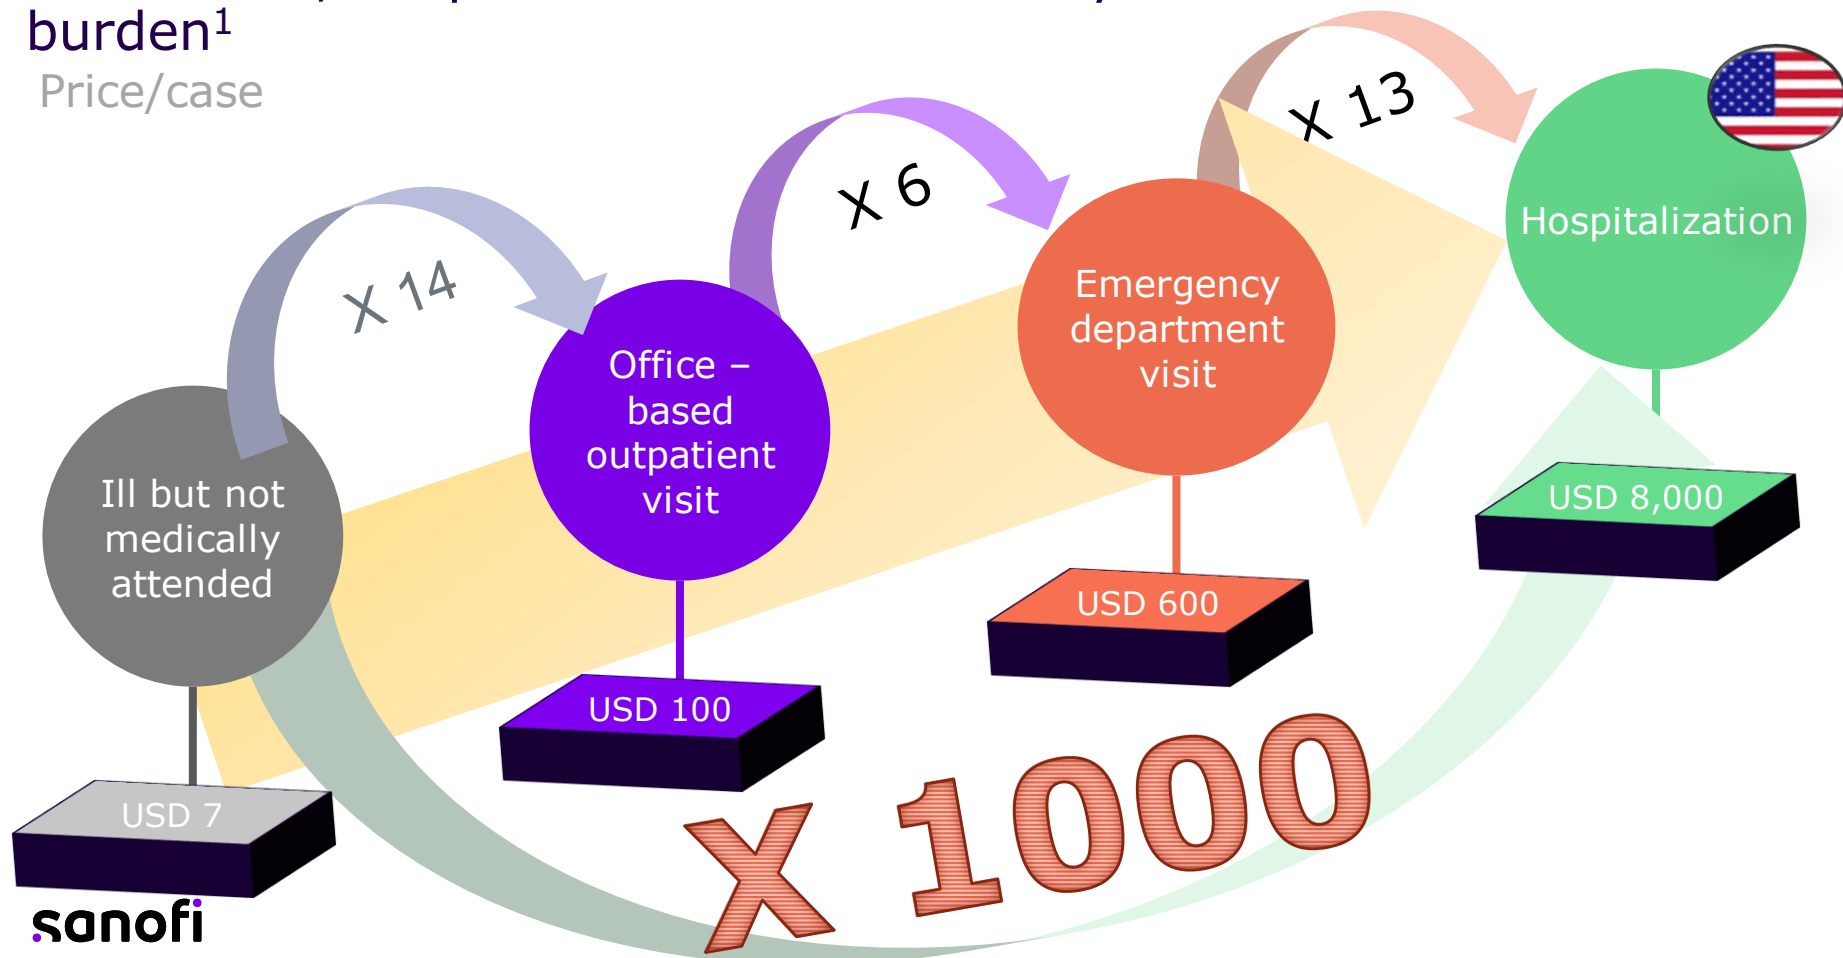 burden1
Price/case
X 13
X 6
X 14
Hospitalization
Emergency
department
visit
Office –
based
outpatient
visit
Ill but not
medically
attended
USD 8,000
USD 600
USD 100
USD 7
X 1000
sanofi